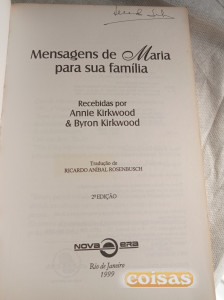 Mensagens de Maria
para sua família
Recebidas por
Annie Kirkwood
& Byron Kirkwood
Tradução de
RICARDO ANÍBAL ROSENBUSCH
2ª EDIÇÃO
NOVA ERA
Rio de Janeiro
1999
coisas